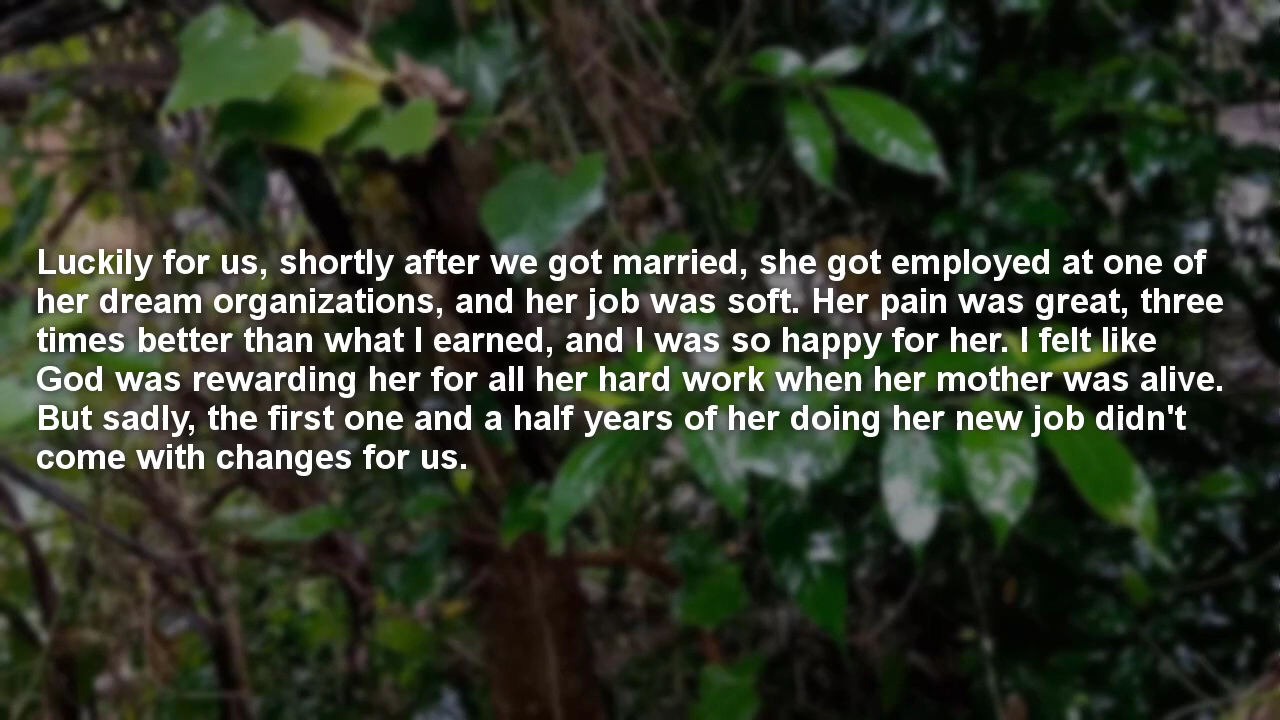 Luckily for us, shortly after we got married, she got employed at one of
her dream organizations, and her job was soft. Her pain was great, three
times better than what I earned, and I was so happy for her. I felt like
God was rewarding her for all her hard work when her mother was alive.
But sadly, the first one and a half years of her doing her new job didn't
come with changes for us.